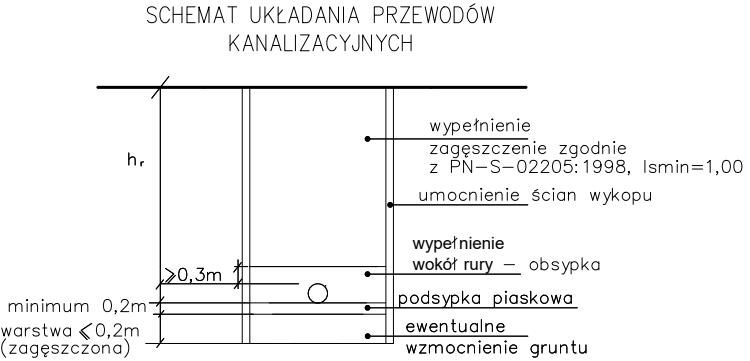 SCHEMAT UKŁADANIA PRZEWODÓW
KANALIZACYJNYCH
wypełnienie
zagęszczenie zgodnie
z PN-S-02205:1998, Ismin=1,00
hr
umocnienie ścian wykopu
wypełnienie
wokół rury - obsypka
⩾0,3m
podsypka piaskowa
minimum 0,2m
ewentualne
wzmocnienie gruntu
warstwa ⩽0,2m
(zagęszczona)